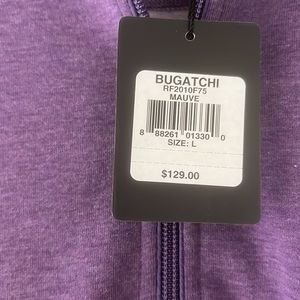 BUGATCHI
RF2010F75
MAUVE
8 88261 01330 0
SIZE: L
$129.00